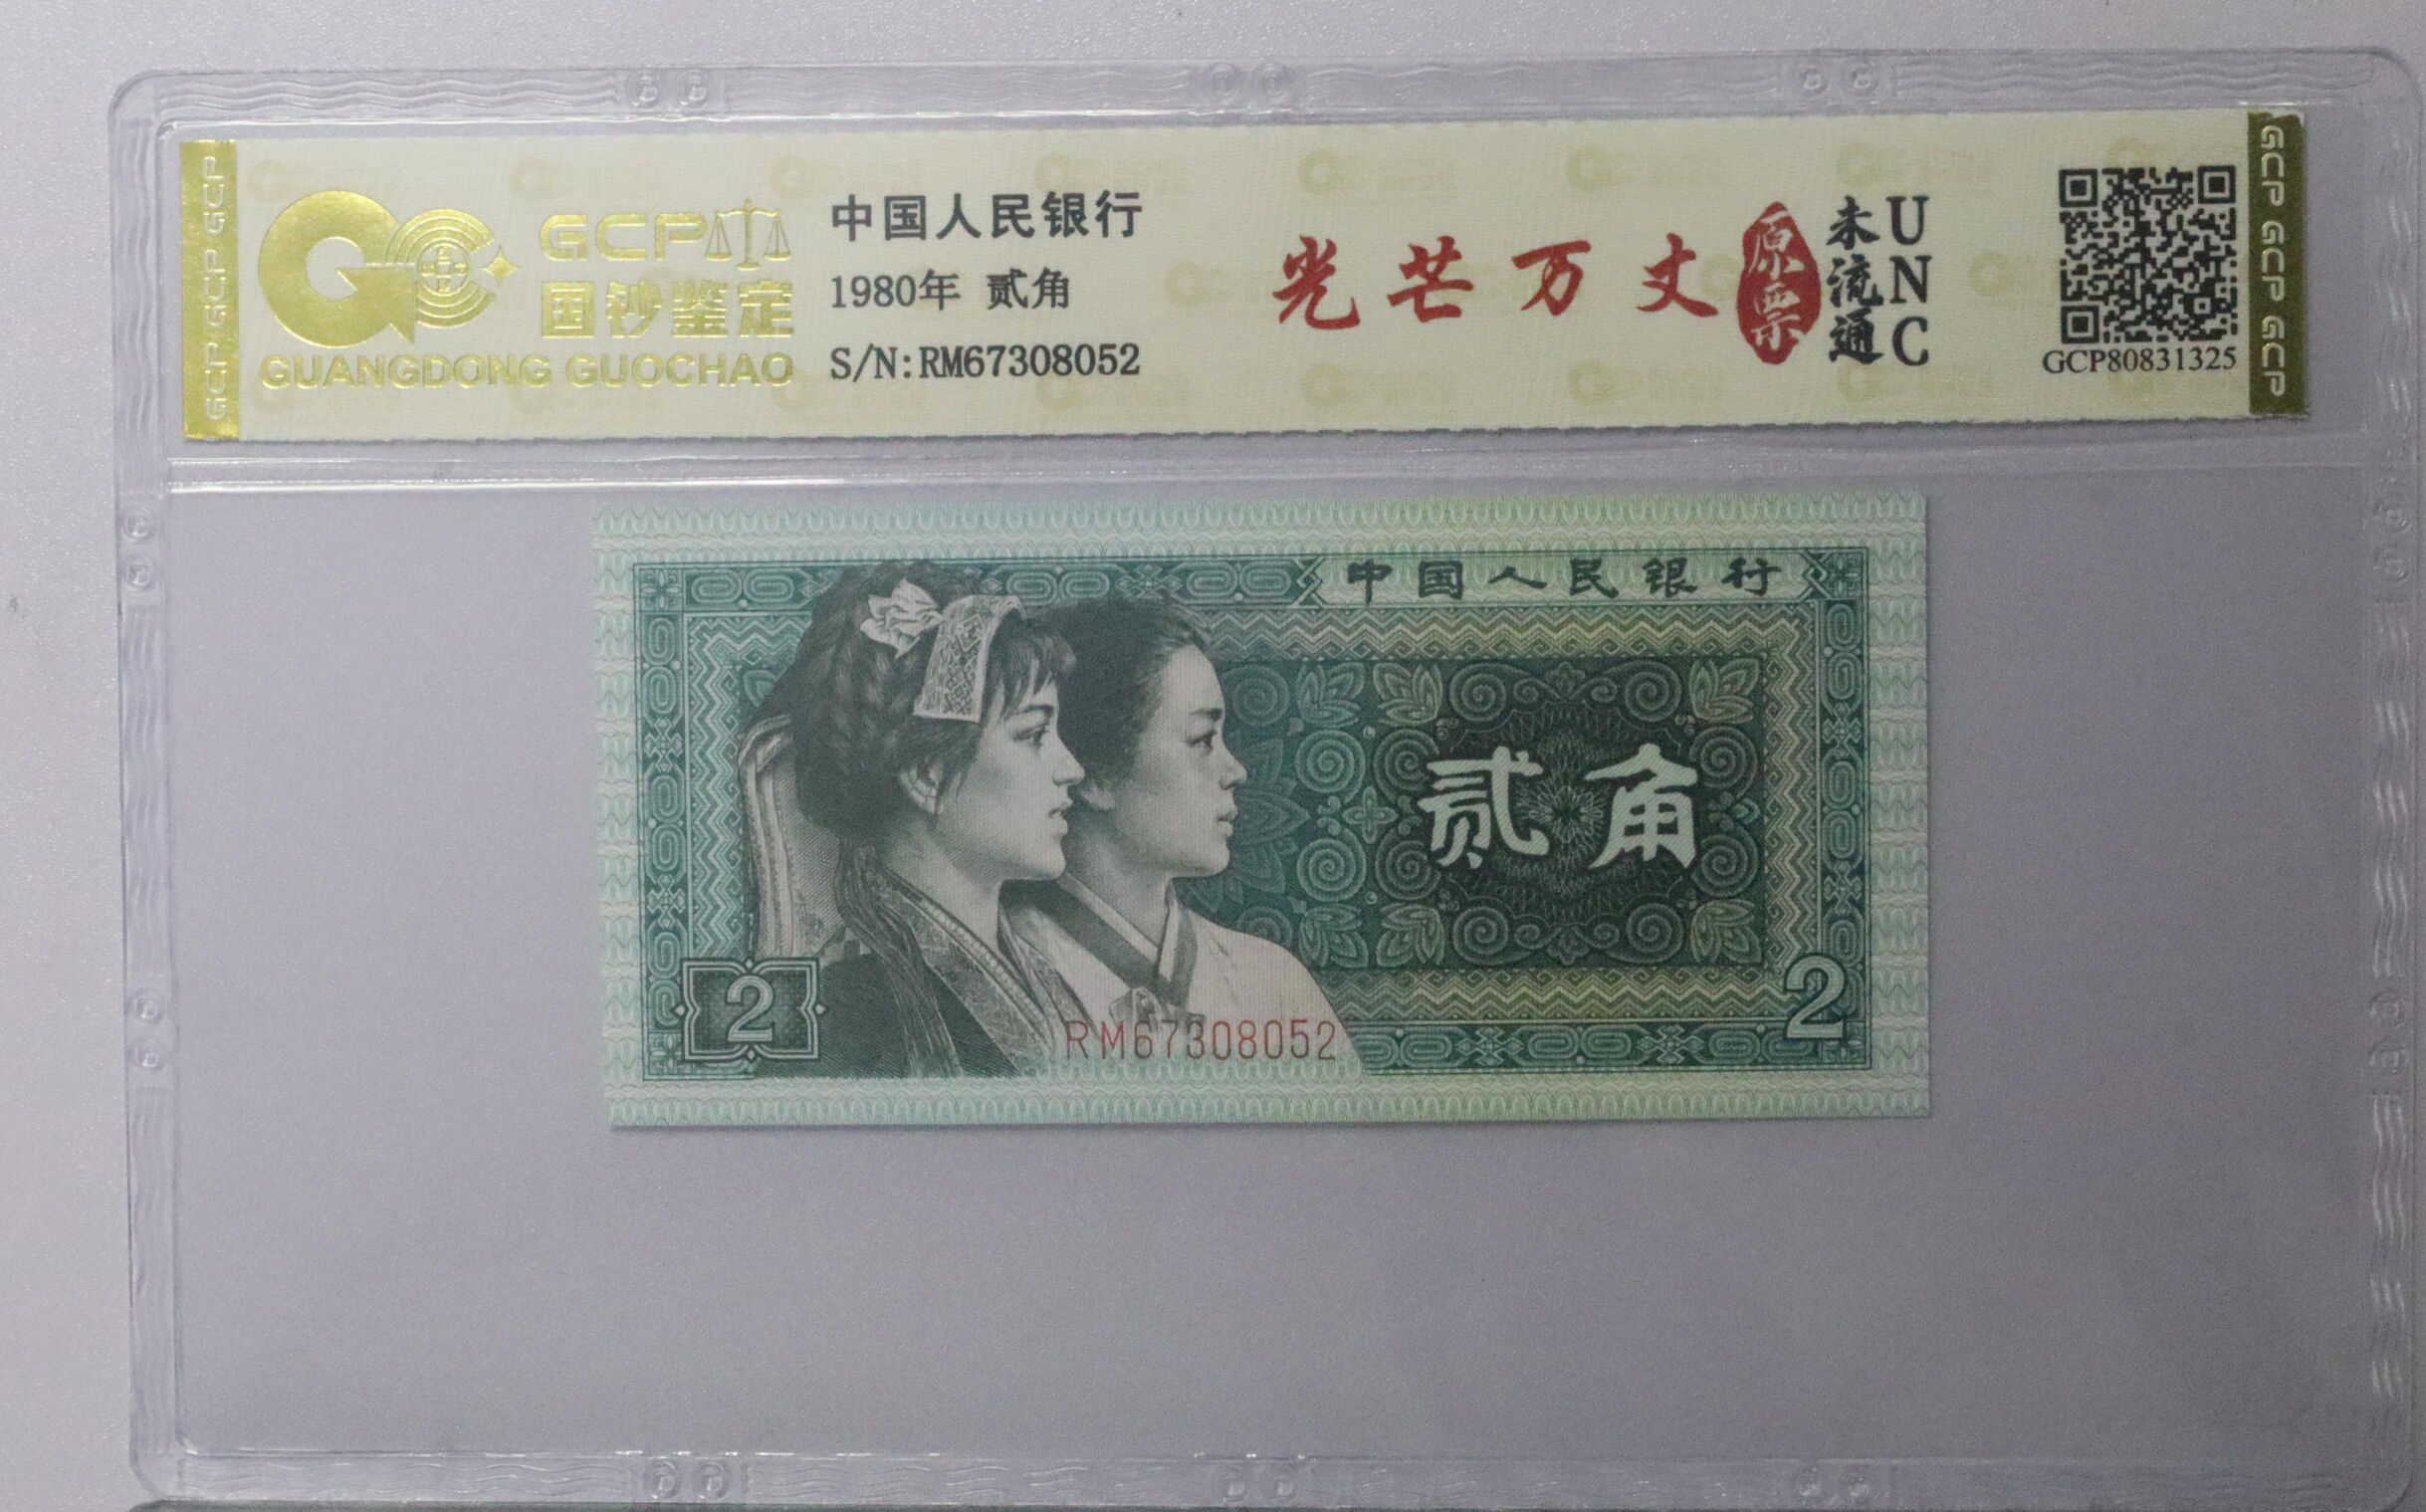 GCP GCP GCP
GCP
国钞鉴定
GUANGDONG GUOCHAO
中国人民银行
1980年 贰角
S/N:RM67308052
光芒万丈
原票
未流通
UNC
GCP80831325
GCP GCP GCP
中国人民银行
贰角
2
RM67308052
2